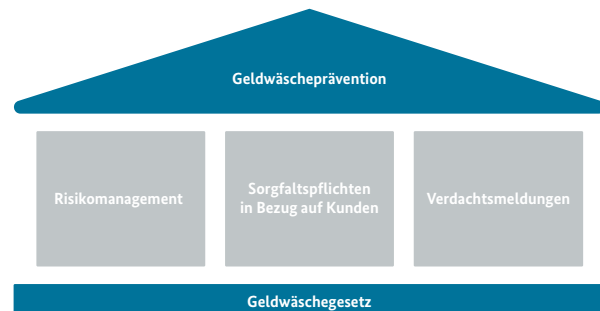 Geldwäscheprävention
Risikomanagement
Sorgfaltspflichten
in Bezug auf Kunden
Verdachtsmeldungen
Geldwäschegesetz